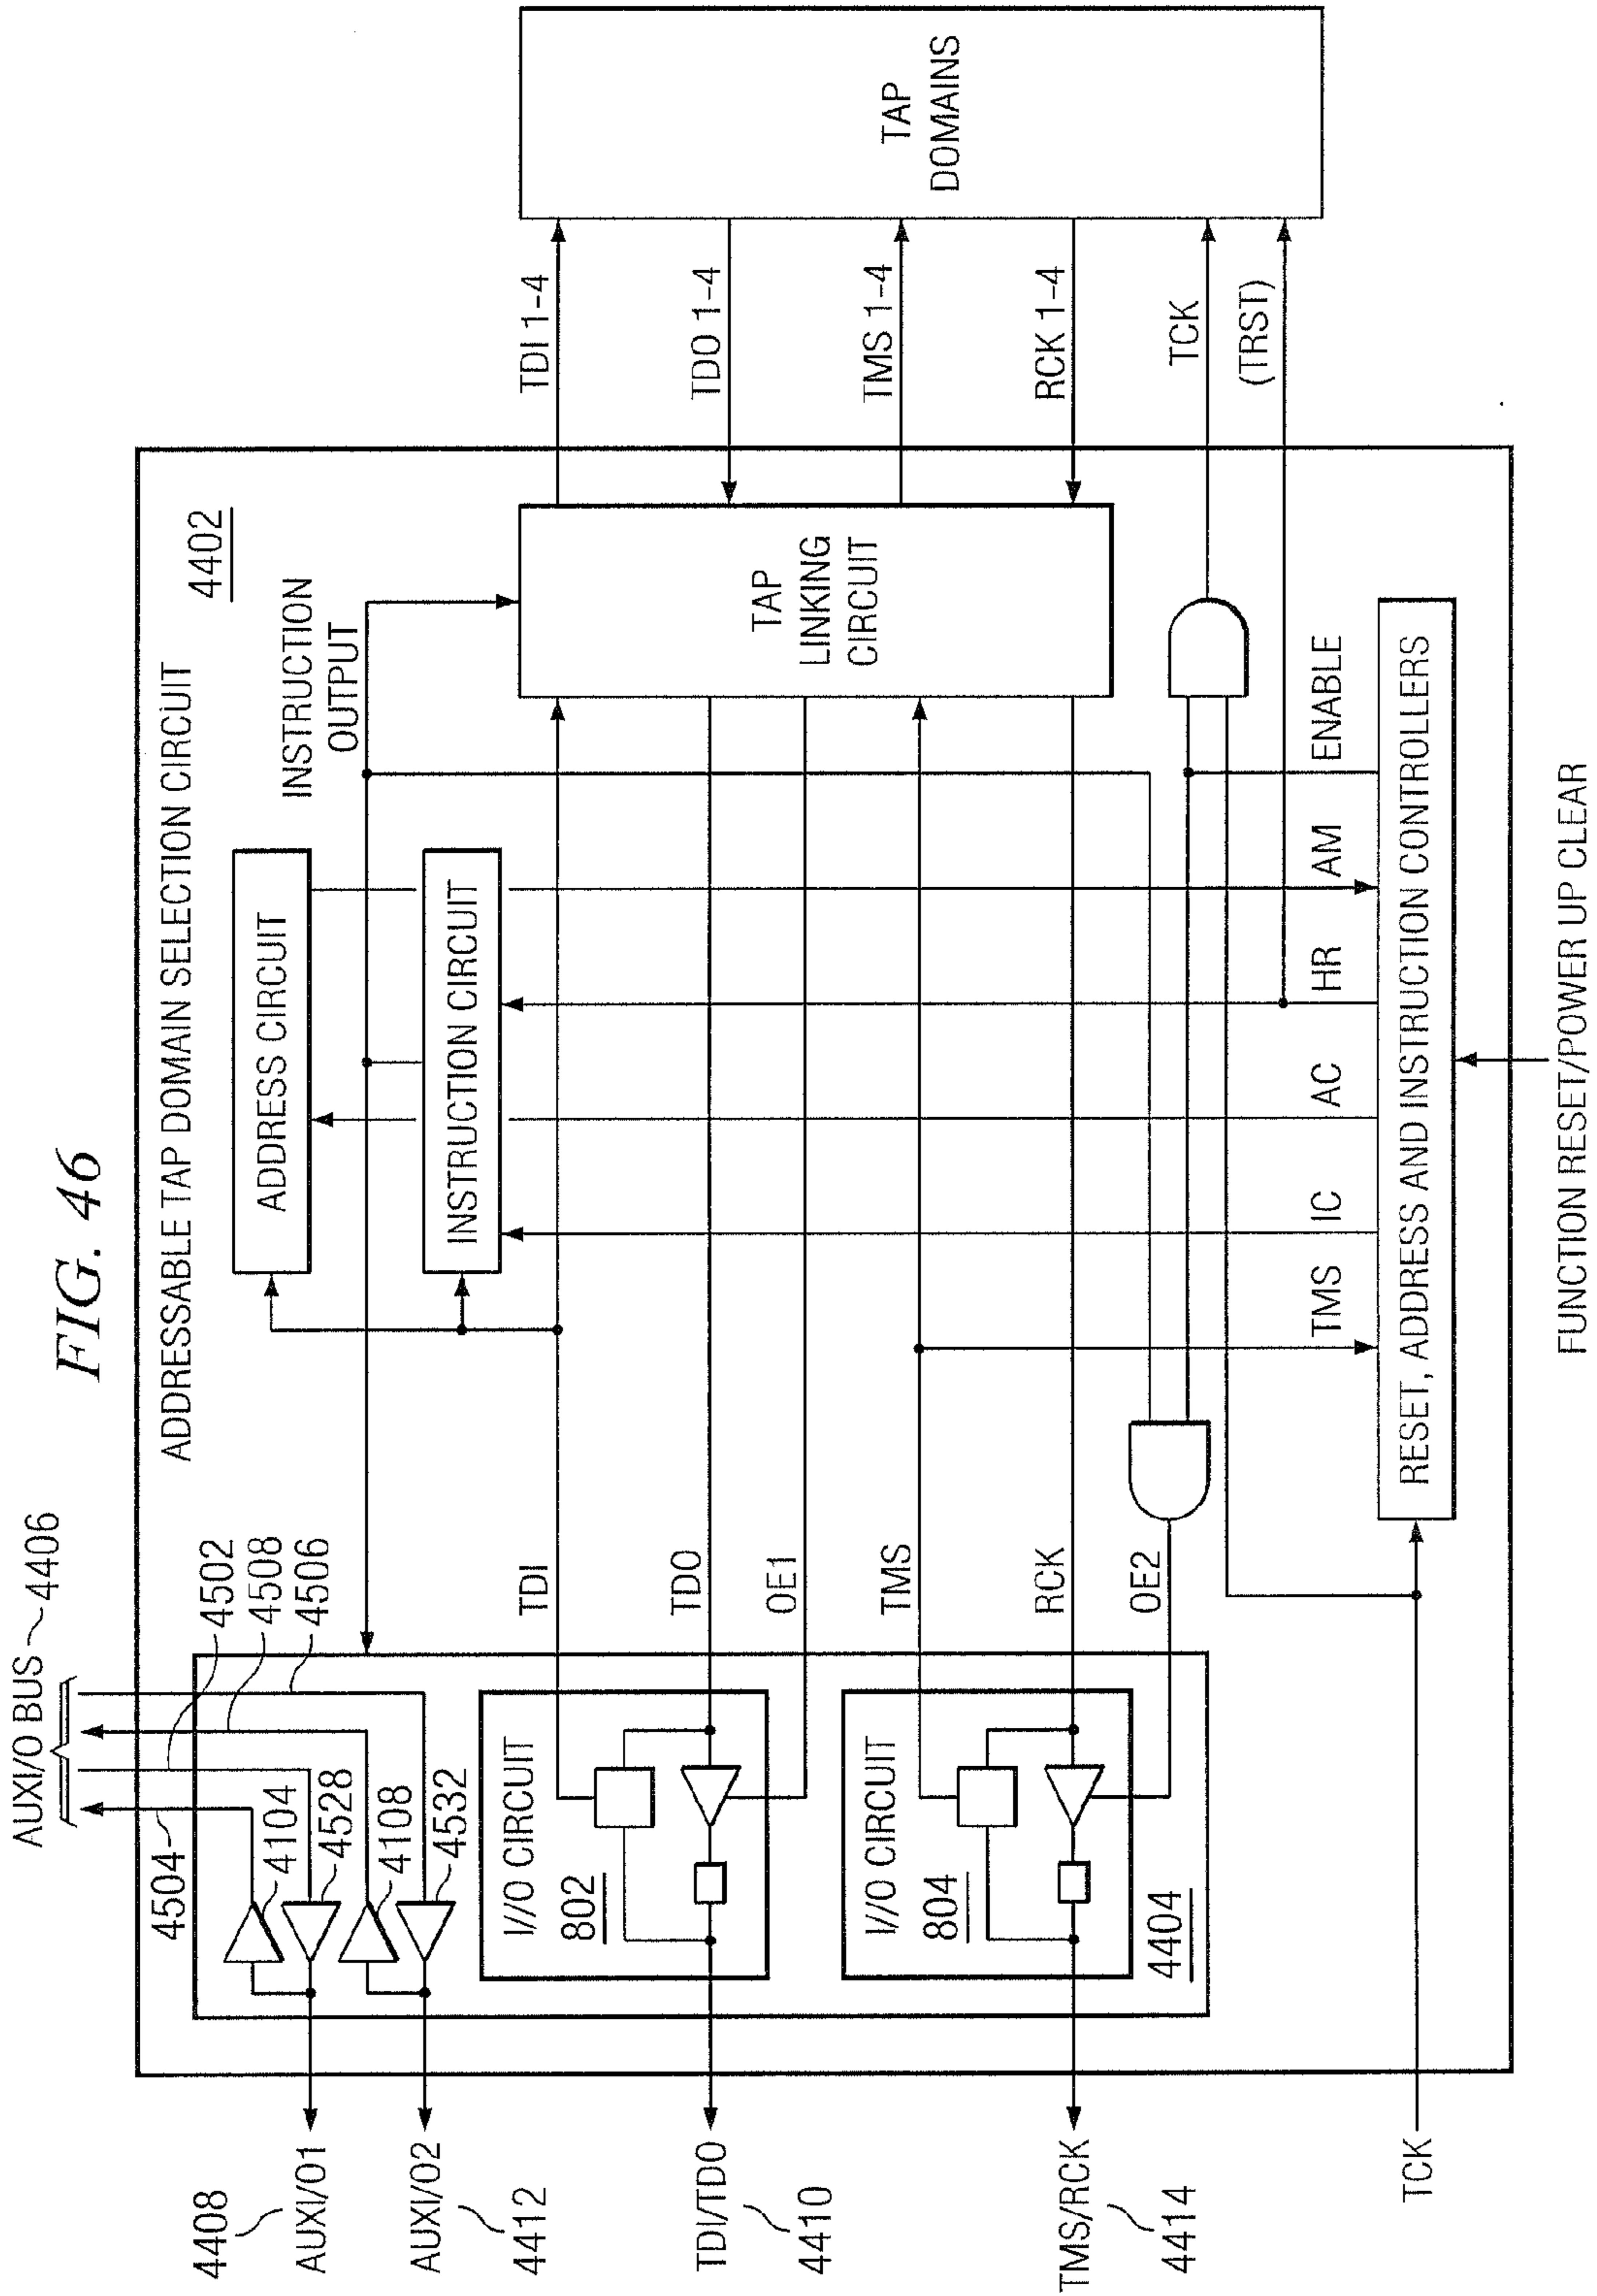 FIG. 46
AUXI/O BUS
4406
ADDRESSABLE TAP DOMAIN SELECTION CIRCUIT
4402
4504
4502
4508
4506
4104
4528
4108
4532
ADDRESS CIRCUIT
INSTRUCTION CIRCUIT
INSTRUCTION
OUTPUT
4408
AUXI/O1
AUXI/O2
4412
I/O CIRCUIT
802
TDI
TDO
OE1
TDI/TDO
4410
I/O CIRCUIT
804
4404
TMS
RCK
OE2
TMS/RCK
4414
TAP
LINKING
CIRCUIT
TDI 1-4
TDO 1-4
TMS 1-4
RCK 1-4
TCK
(TRST)
TAP
DOMAINS
TMS
IC
AC
HR
AM
ENABLE
RESET, ADDRESS AND INSTRUCTION CONTROLLERS
TCK
FUNCTION RESET/POWER UP CLEAR